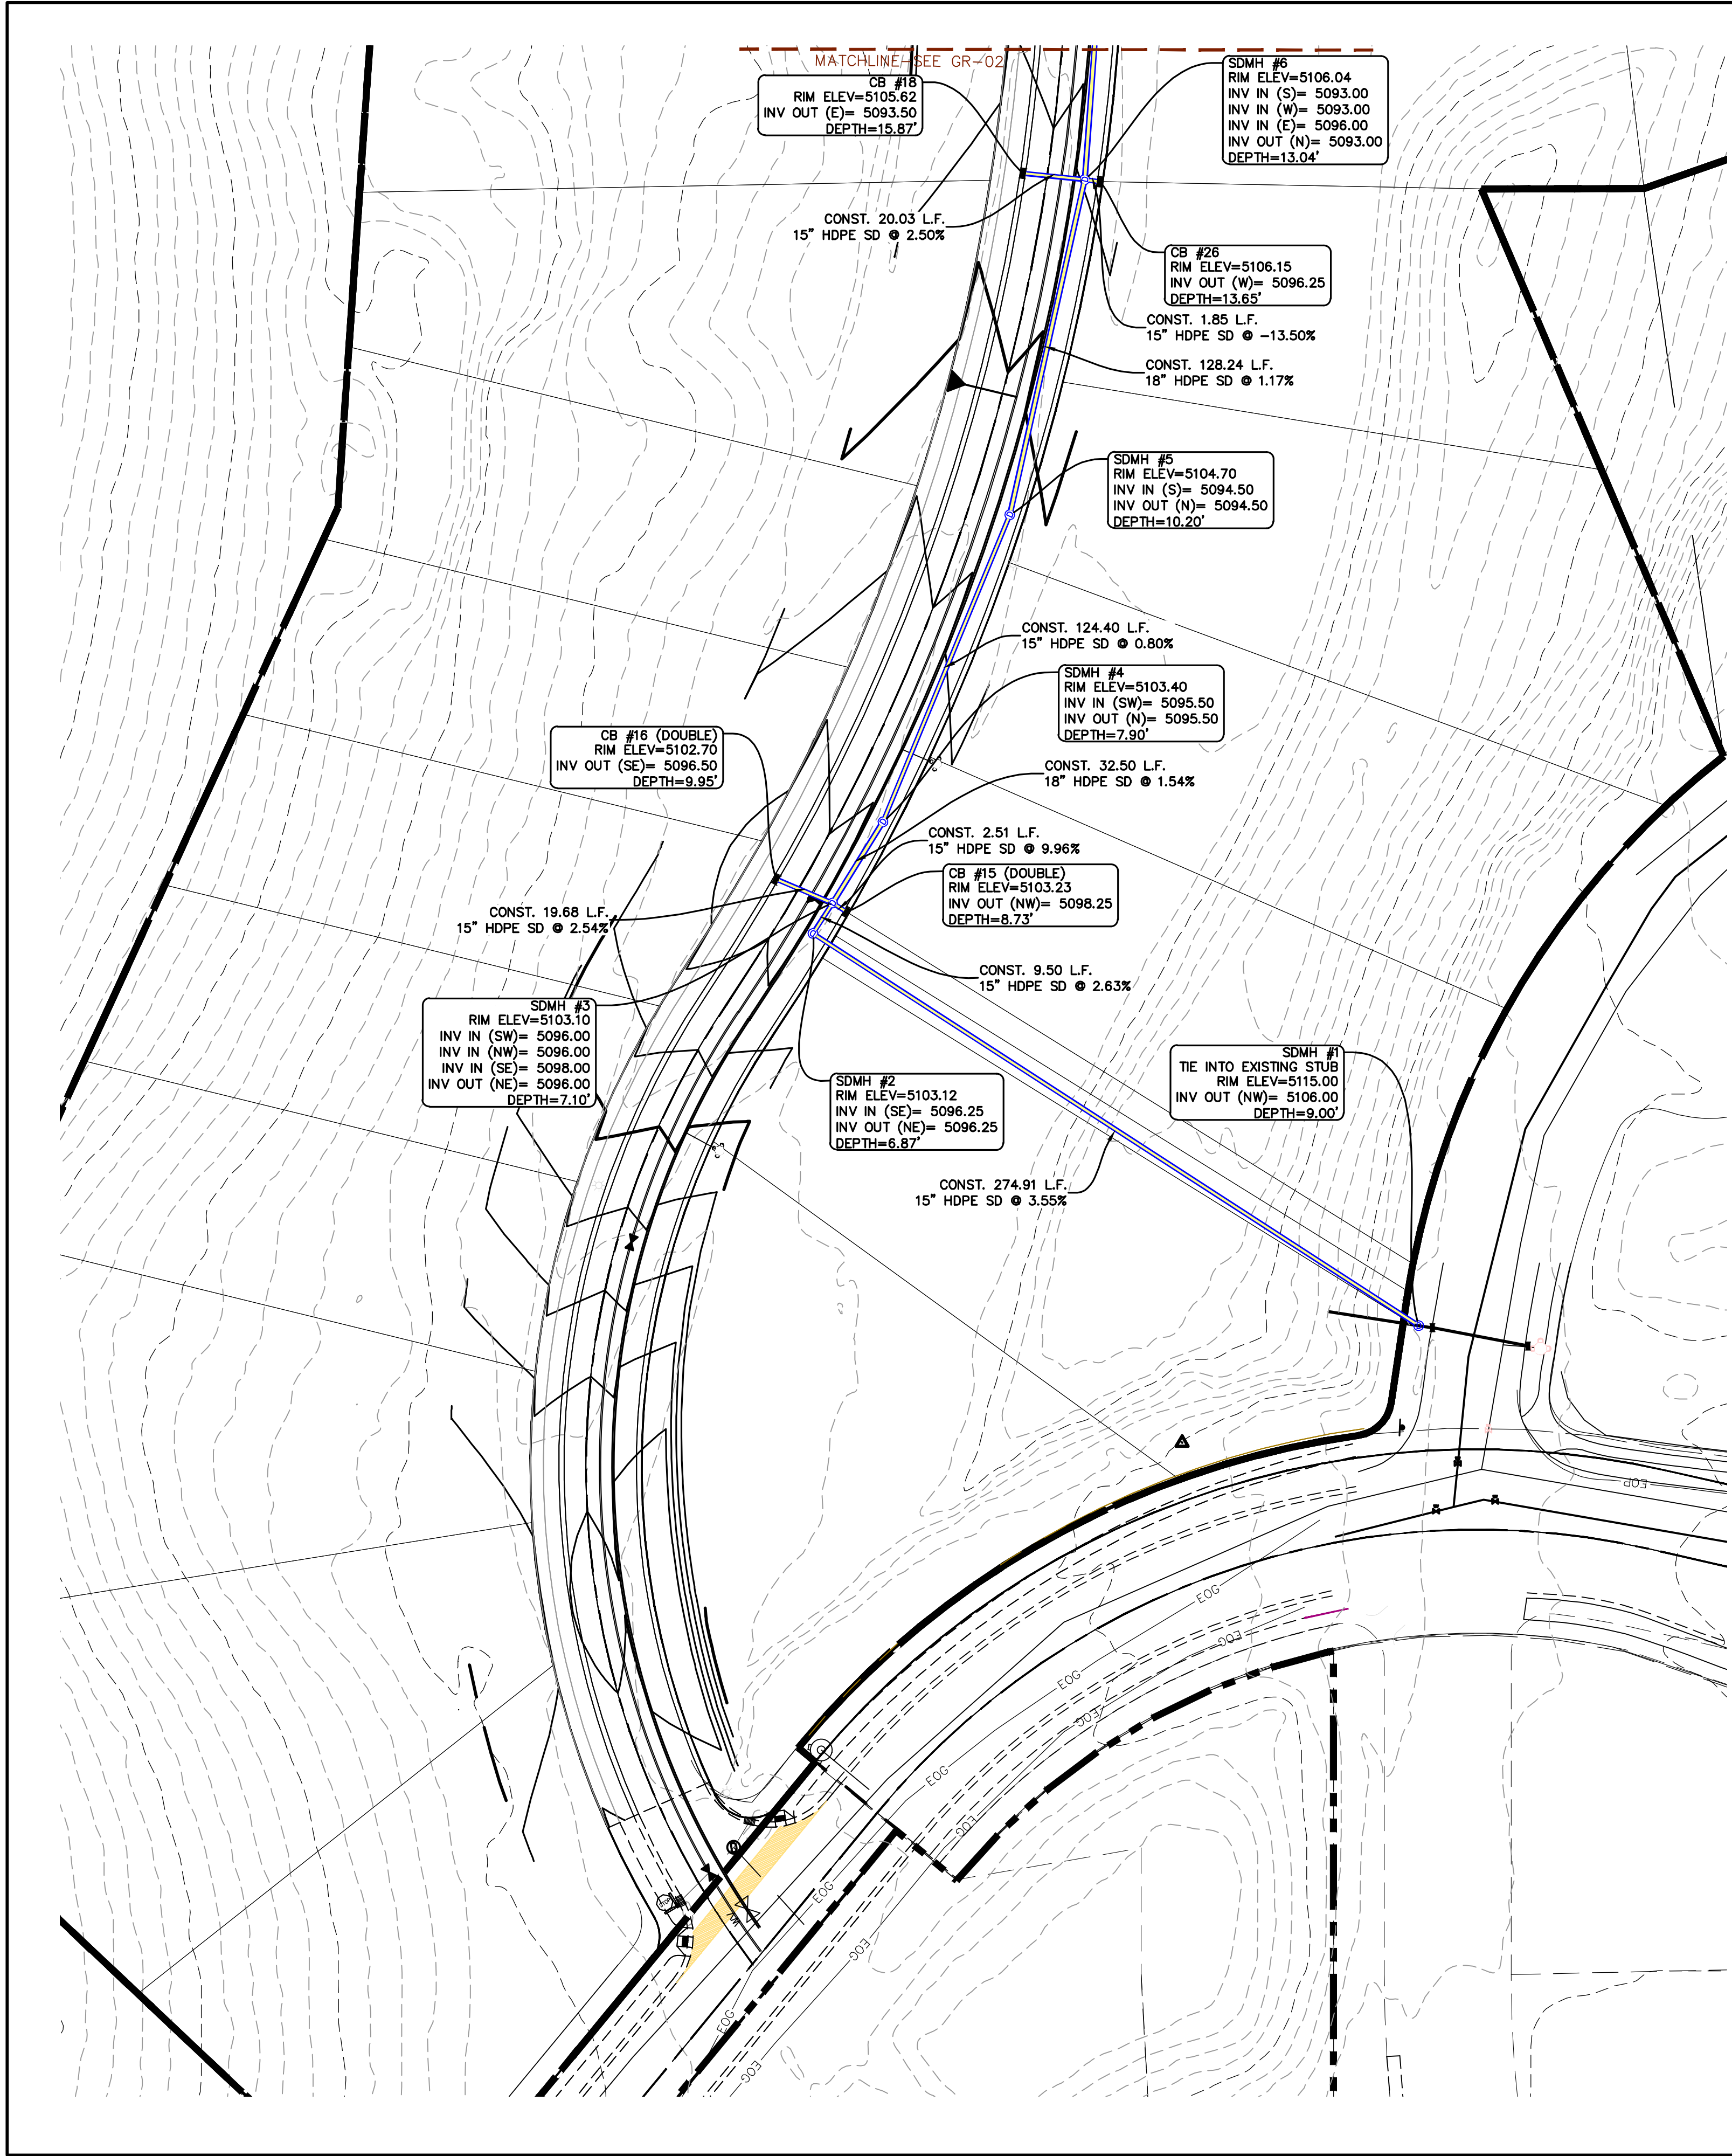 MATCHLINE-SEE GR-02
CB #18
RIM ELEV=5105.62
INV OUT (E)= 5093.50
DEPTH=15.87'
SDMH #6
RIM ELEV=5106.04
INV IN (S)= 5093.00
INV IN (W)= 5093.00
INV IN (E)= 5096.00
INV OUT (N)= 5093.00
DEPTH=13.04'
CONST. 20.03 L.F.
15" HDPE SD @ 2.50%
CB #26
RIM ELEV=5106.15
INV OUT (W)= 5096.25
DEPTH=13.65'
CONST. 1.85 L.F.
15" HDPE SD @ -13.50%
CONST. 128.24 L.F.
18" HDPE SD @ 1.17%
SDMH #5
RIM ELEV=5104.70
INV IN (S)= 5094.50
INV OUT (N)= 5094.50
DEPTH=10.20'
CONST. 124.40 L.F.
15" HDPE SD @ 0.80%
SDMH #4
RIM ELEV=5103.40
INV IN (SW)= 5095.50
INV OUT (N)= 5095.50
DEPTH=7.90'
CB #16 (DOUBLE)
RIM ELEV=5102.70
INV OUT (SE)= 5096.50
DEPTH=9.95'
CONST. 32.50 L.F.
18" HDPE SD @ 1.54%
CONST. 2.51 L.F.
15" HDPE SD @ 9.96%
CB #15 (DOUBLE)
RIM ELEV=5103.23
INV OUT (NW)= 5098.25
DEPTH=8.73'
CONST. 19.68 L.F.
15" HDPE SD @ 2.54%
CONST. 9.50 L.F.
15" HDPE SD @ 2.63%
SDMH #3
RIM ELEV=5103.10
INV IN (SW)= 5096.00
INV IN (NW)= 5096.00
INV IN (SE)= 5098.00
INV OUT (NE)= 5096.00
DEPTH=7.10'
SDMH #2
RIM ELEV=5103.12
INV IN (SE)= 5096.25
INV OUT (NE)= 5096.25
DEPTH=6.87'
SDMH #1
TIE INTO EXISTING STUB
RIM ELEV=5115.00
INV OUT (NW)= 5106.00
DEPTH=9.00'
CONST. 274.91 L.F.
15" HDPE SD @ 3.55%
EOP
EOG
EOG
EOG
EOG
EOG
EOG
EOG
EOG
EOG
EOG